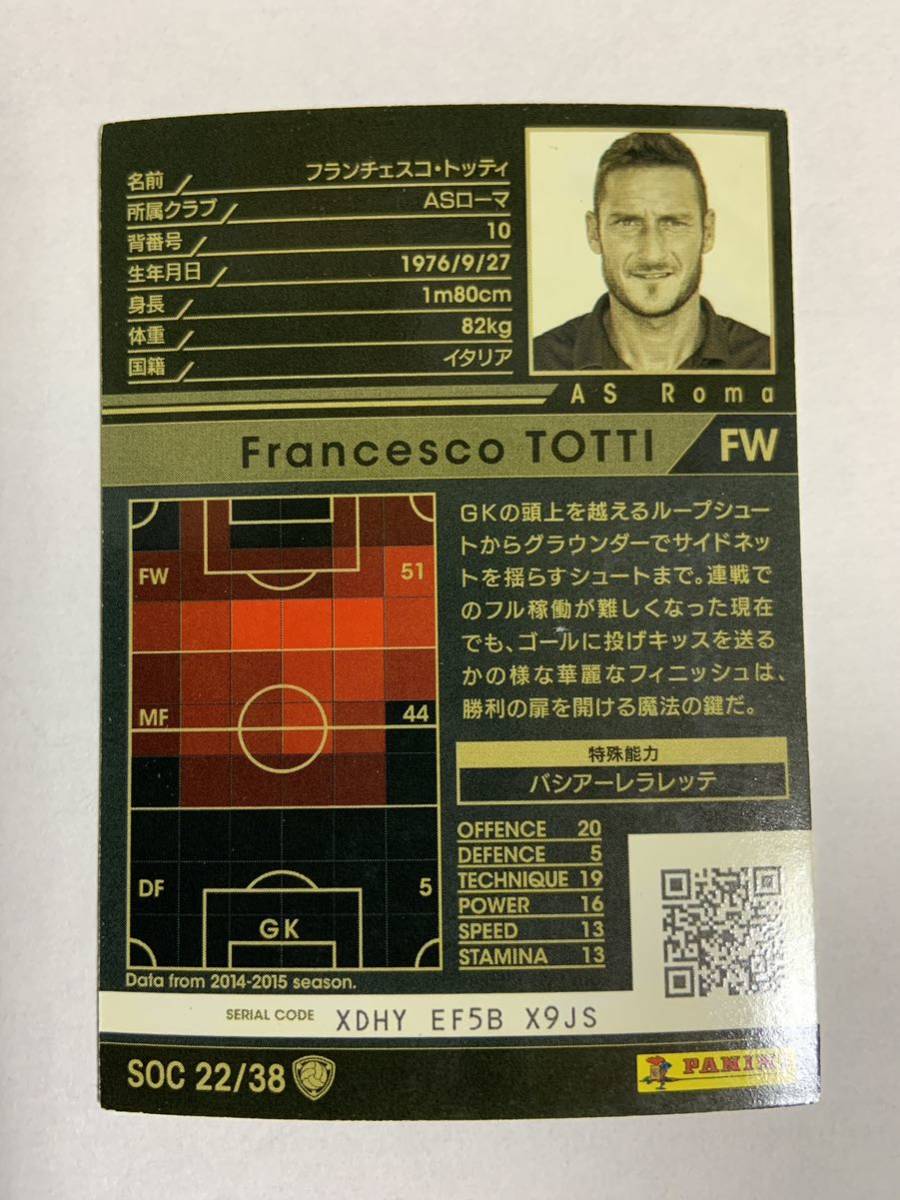 名前 フランチェスコ・トッティ
所属クラブ ASローマ
背番号 10
生年月日 1976/9/27
身長 1m80cm
体重 82kg
国籍 イタリア
AS Roma
Francesco TOTTI FW
FW 51
MF 44
DF 5
GK
Data from 2014-2015 season.
GKの頭上を越えるループシュー
トからグラウンダーでサイドネッ
トを揺らすシュートまで。連戦で
のフル稼働が難しくなった現在
でも、ゴールに投げキッスを送る
かの様な華麗なフィニッシュは、
勝利の扉を開ける魔法の鍵だ。
特殊能力
バシアーレラレッテ
OFFENCE 20
DEFENCE 5
TECHNIQUE 19
POWER 16
SPEED 13
STAMINA 13
SERIAL CODE XDHY EF5B X9JS
SOC 22/38
PANINI